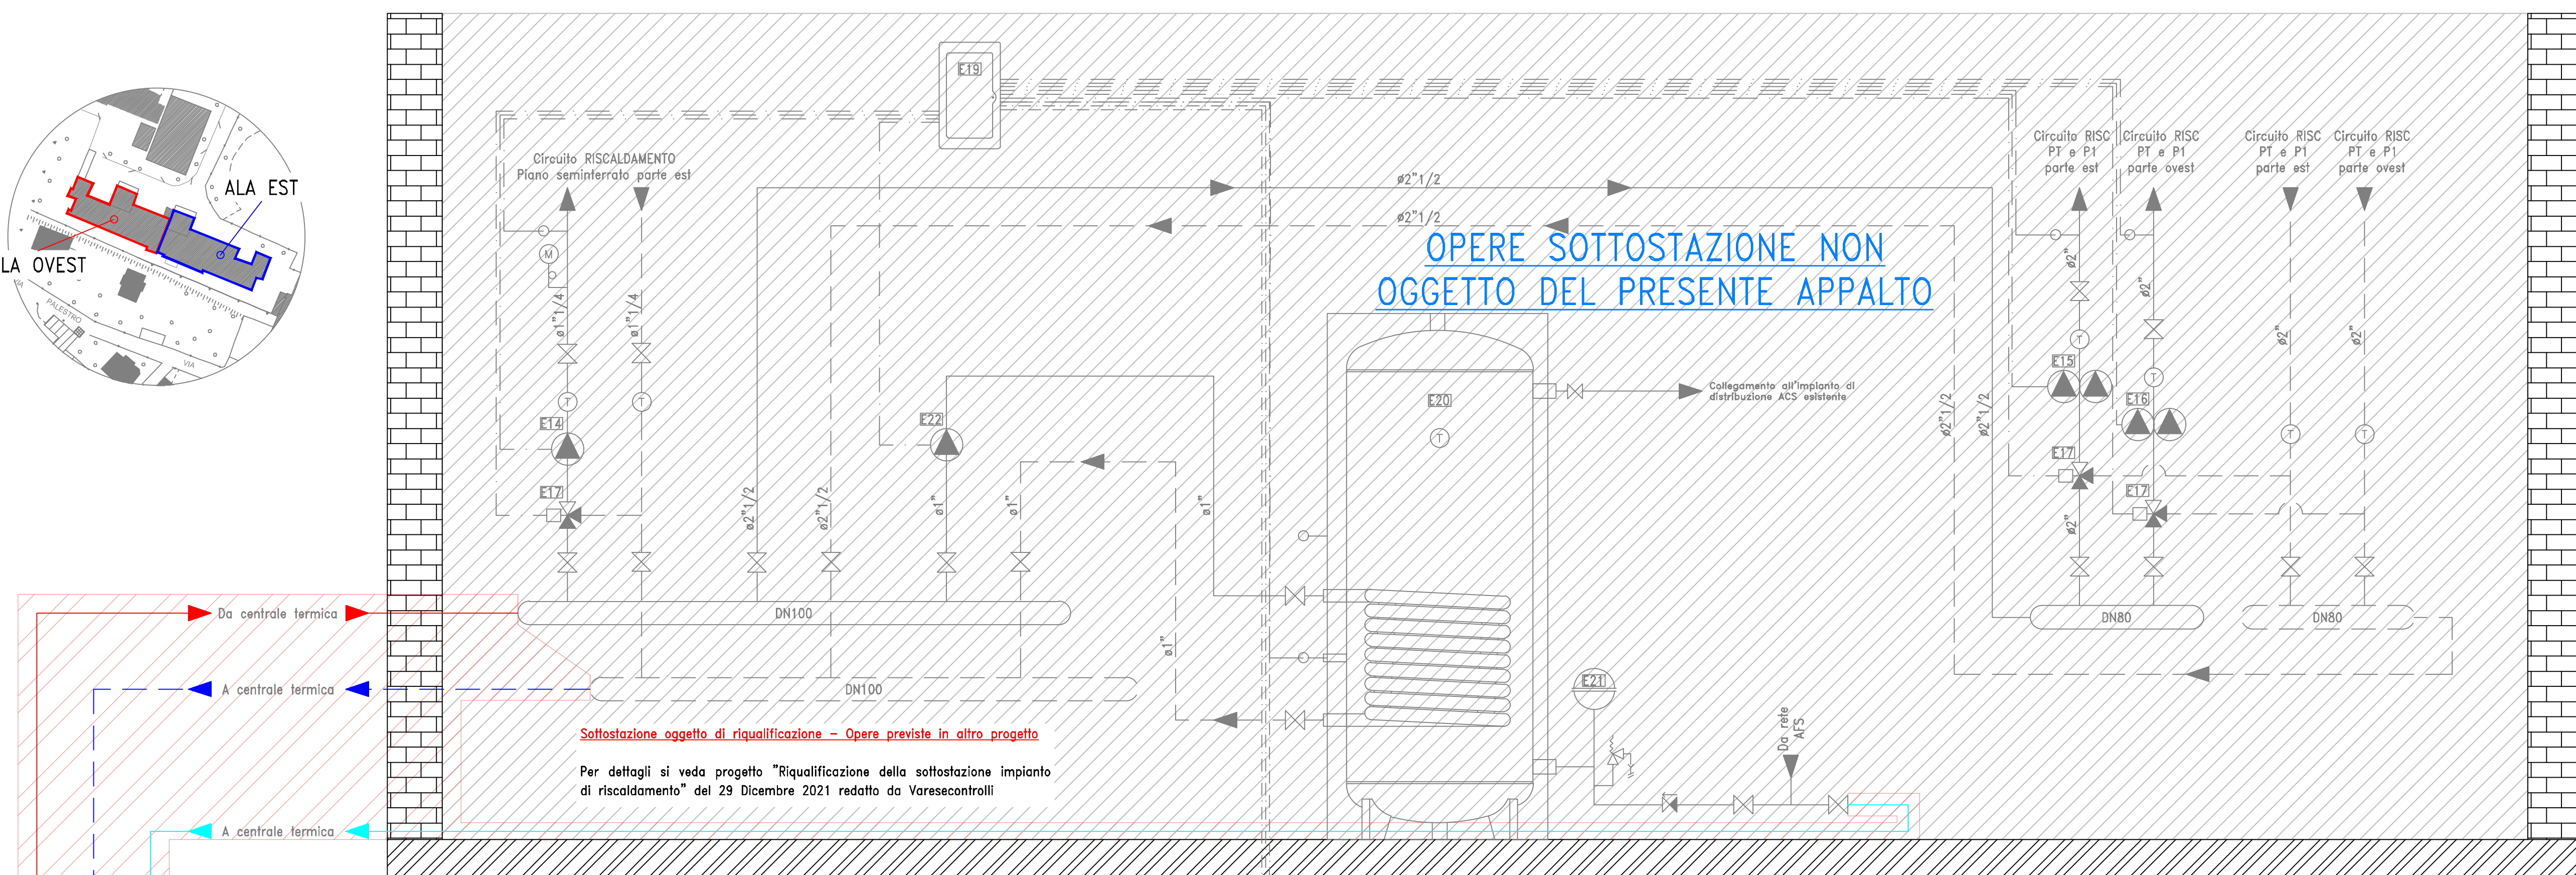 E19
Circuito RISCALDAMENTO
Piano seminterrato parte est
Circuito RISC
PT e P1
parte est
Circuito RISC
PT e P1
parte ovest
Circuito RISC
PT e P1
parte est
Circuito RISC
PT e P1
parte ovest
ALA EST
LA OVEST
PALESTRO
VIA
ø2"1/2
ø2"1/2
OPERE SOTTOSTAZIONE NON
OGGETTO DEL PRESENTE APPALTO
M
ø1"1/4
ø1"1/4
T
T
E14
E17
E22
ø2"1/2
ø2"1/2
ø1"
ø1"
ø1"
ø1"
E20
T
Collegamento all'impianto di
distribuzione ACS esistente
ø2"1/2
ø2"1/2
ø2"
ø2"
ø2"
ø2"
T
E15
T
E16
E17
E17
T
T
ø2"
Da centrale termica
DN100
DN80
DN80
A centrale termica
DN100
E21
Da rete
AFS
Sottostazione oggetto di riqualificazione – Opere previste in altro progetto
Per dettagli si veda progetto "Riqualificazione della sottostazione impianto
di riscaldamento" del 29 Dicembre 2021 redatto da Varesecontrolli
A centrale termica